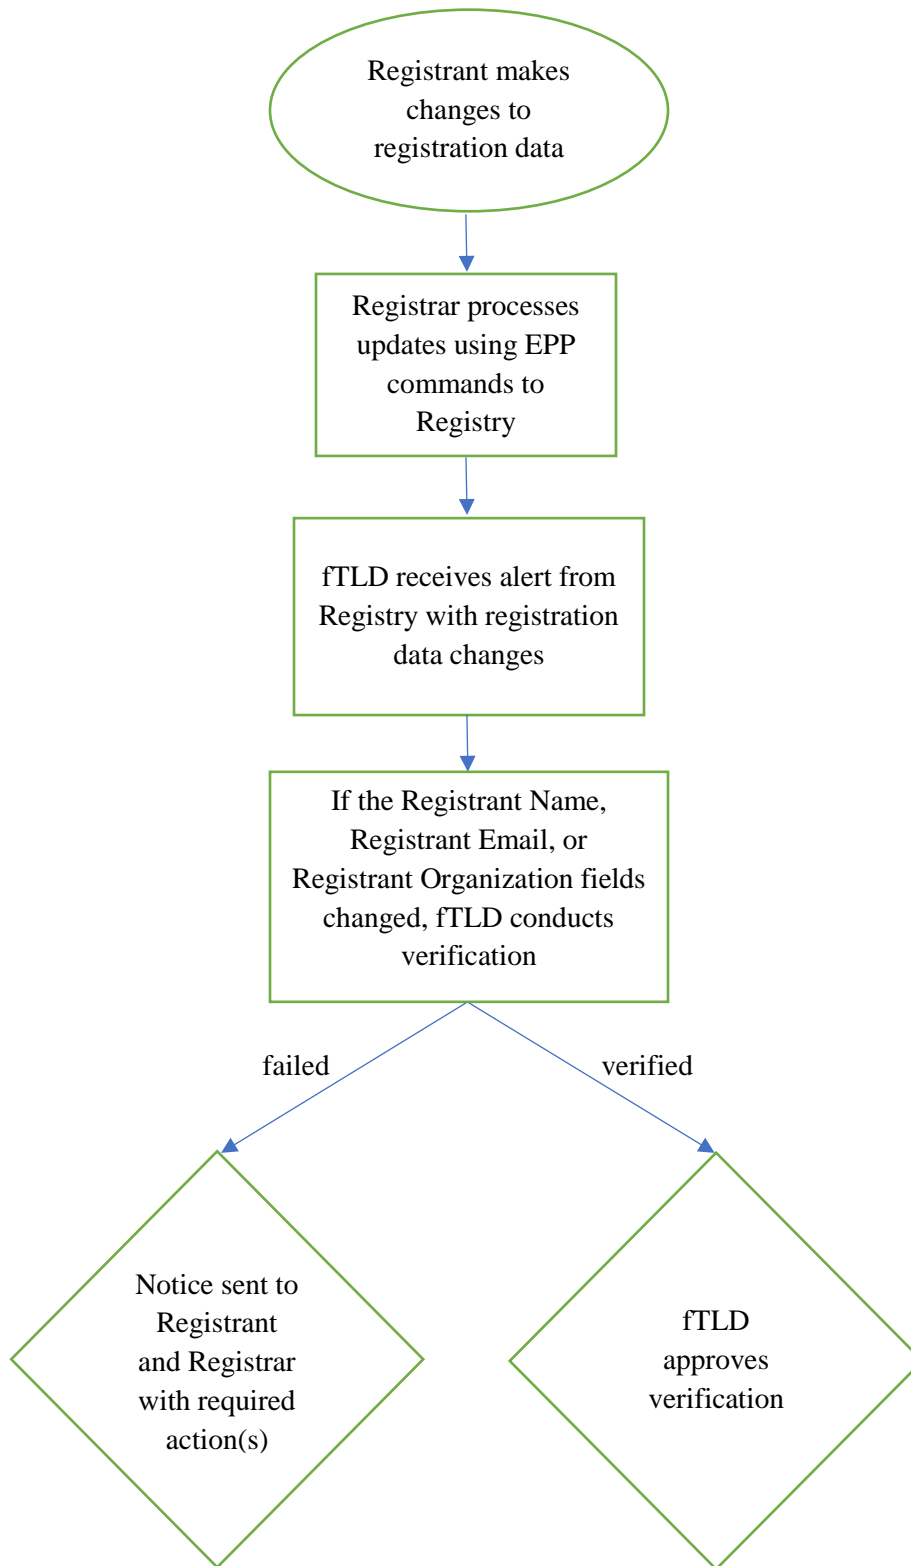 Registrant makes
changes to
registration data
Registrar processes
updates using EPP
commands to
Registry
fTLD receives alert from
Registry with registration
data changes
If the Registrant Name,
Registrant Email, or
Registrant Organization fields
changed, fTLD conducts
verification
failed
verified
Notice sent to
Registrant
and Registrar
with required
action(s)
fTLD
approves
verification